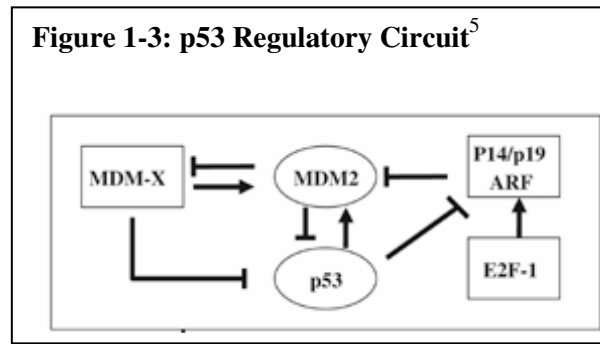 Figure 1-3: p53 Regulatory Circuit5
MDM-X
MDM2
P14/p19
ARF
p53
E2F-1